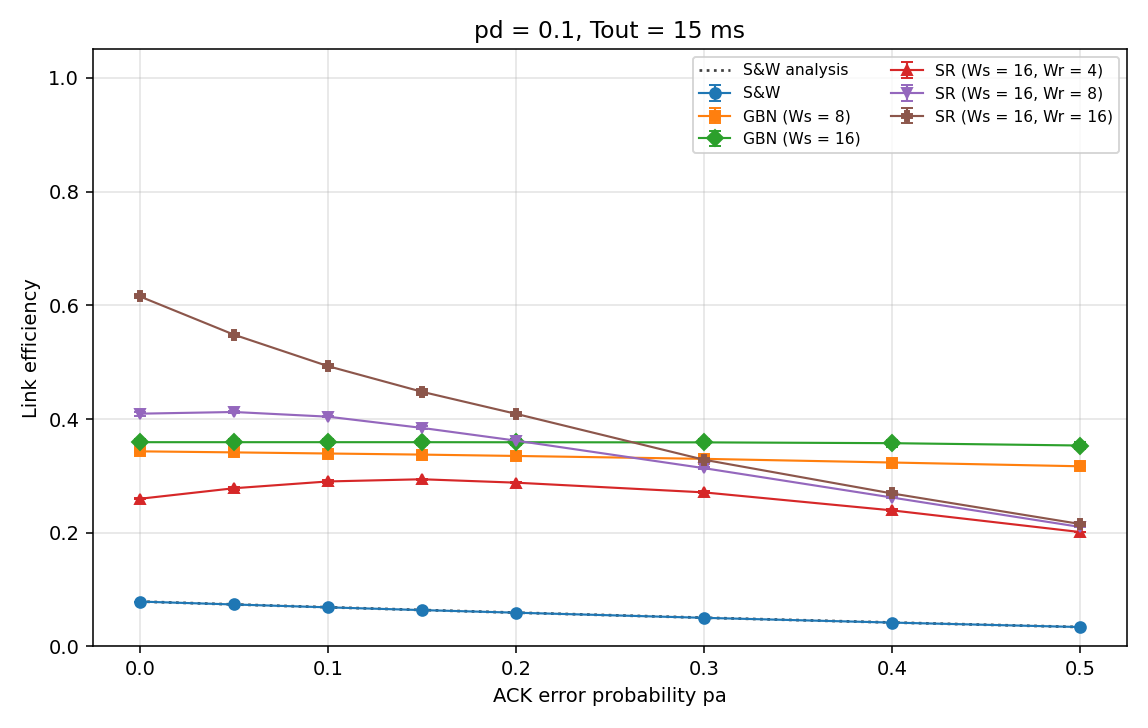 pd = 0.1, Tout = 15 ms
S&W analysis
S&W
GBN (Ws = 8)
GBN (Ws = 16)
SR (Ws = 16, Wr = 4)
SR (Ws = 16, Wr = 8)
SR (Ws = 16, Wr = 16)
Link efficiency
1.0
0.8
0.6
0.4
0.2
0.0
0.0 0.1 0.2 0.3 0.4 0.5
ACK error probability pa